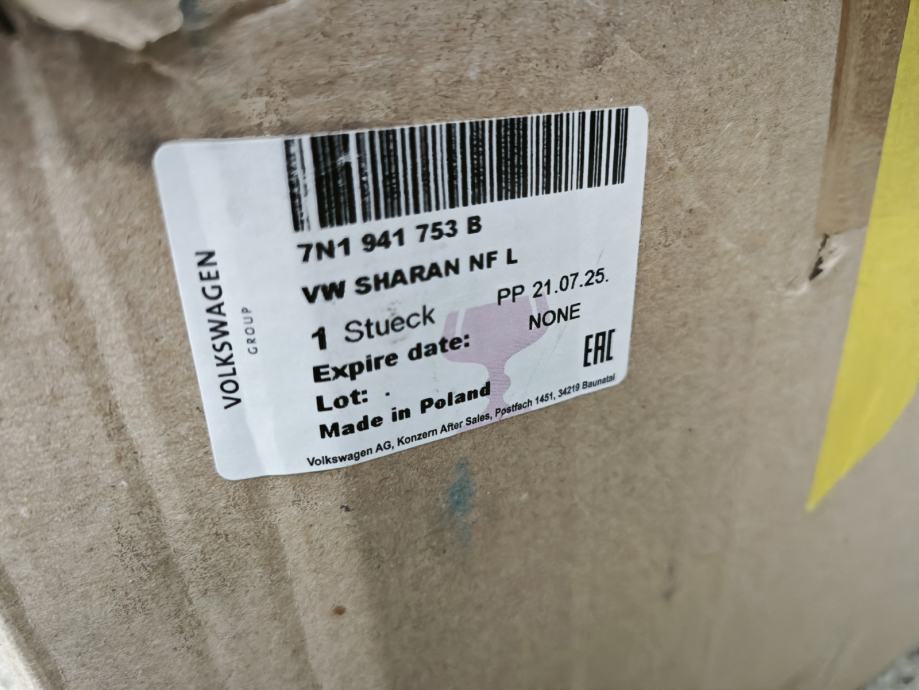 7N1 941 753 B
VW SHARAN NF L
1 Stueck
PP 21.07.25.
NONE
Expire date:
Lot:
Made in Poland
EAC
Volkswagen AG, Konzern After Sales, Postfach 1451, 34219 Baunatal
VOLKSWAGEN
GROUP